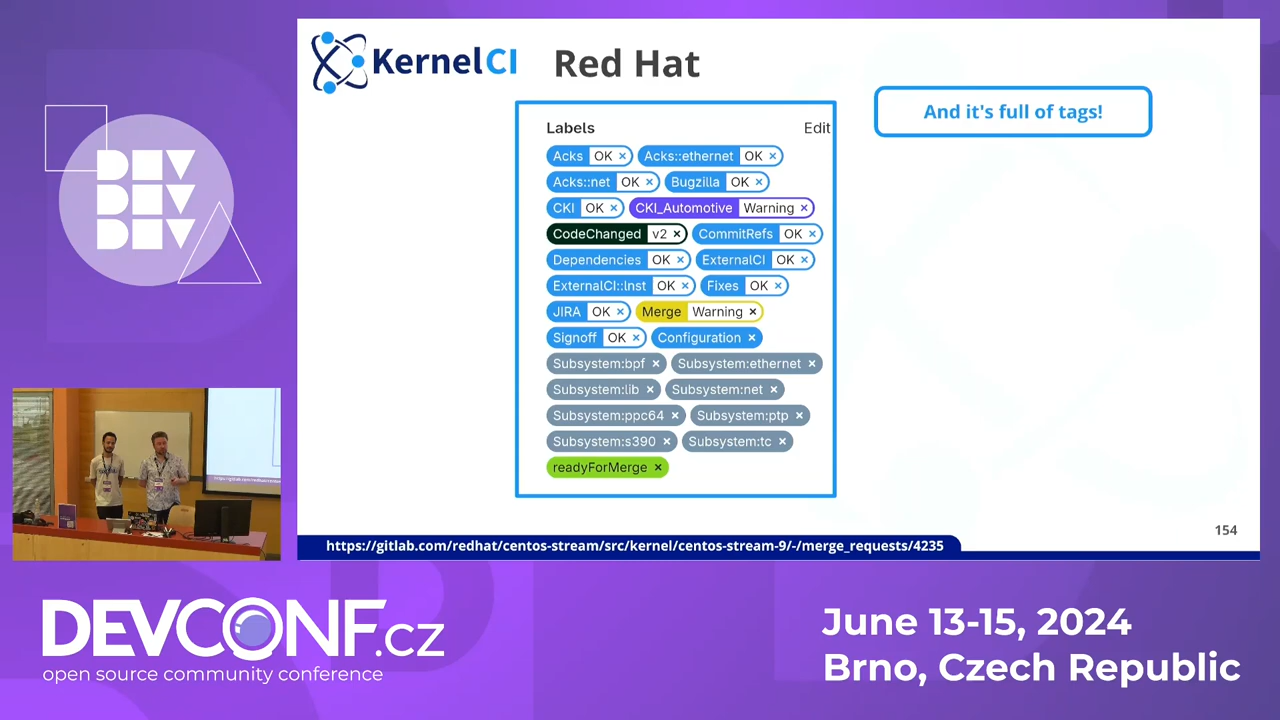 KernelCI
Red Hat
And it's full of tags!
Labels Edit
Acks OK × Acks::ethernet OK ×
Acks::net OK × Bugzilla OK ×
CKI OK × CKI_Automotive Warning ×
CodeChanged v2 × CommitRefs OK ×
Dependencies OK × ExternalCI OK ×
ExternalCI::lnst OK × Fixes OK ×
JIRA OK × Merge Warning ×
Signoff OK × Configuration ×
Subsystem:bpf × Subsystem:ethernet ×
Subsystem:lib × Subsystem:net ×
Subsystem:ppc64 × Subsystem:ptp ×
Subsystem:s390 × Subsystem:tc ×
readyForMerge ×
154
https://gitlab.com/redhat/centos-stream/src/kernel/centos-stream-9/-/merge_requests/4235
DEV
DEV
DEV
DEVCONF.cz
open source community conference
June 13-15, 2024
Brno, Czech Republic